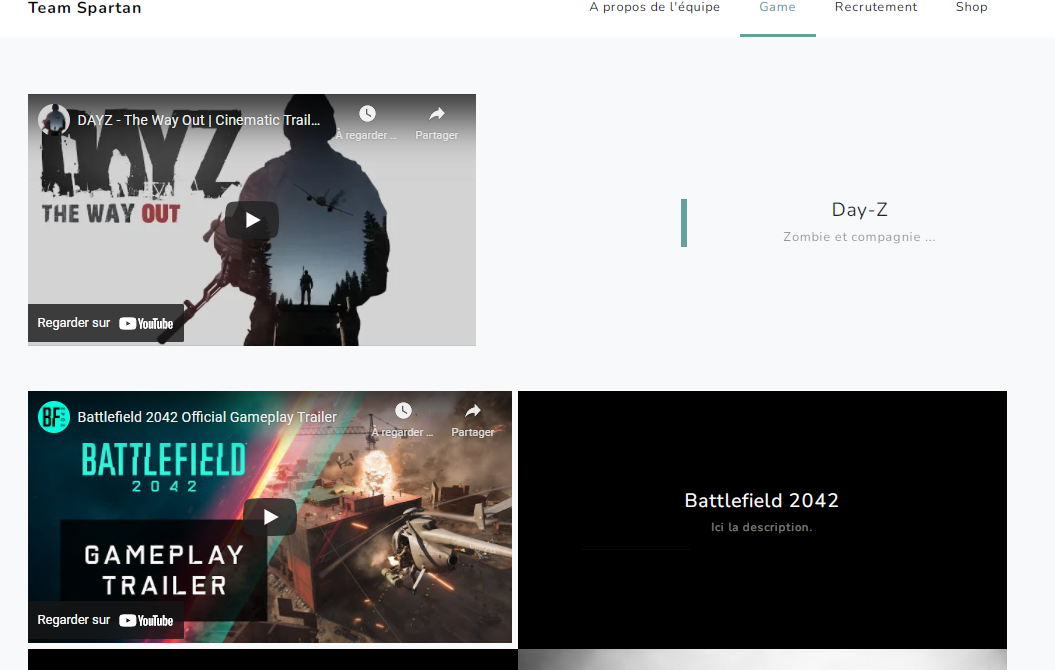 Team Spartan
A propos de l'équipe
Game
Recrutement
Shop
DAYZ - The Way Out | Cinematic Trail...
À regarder ...
Partager
DAYZ
THE WAY OUT
Regarder sur YouTube
Day-Z
Zombie et compagnie ...
BF
Battlefield 2042 Official Gameplay Trailer
À regarder ...
Partager
BATTLEFIELD
2042
GAMEPLAY
TRAILER
Regarder sur YouTube
Battlefield 2042
Ici la description.